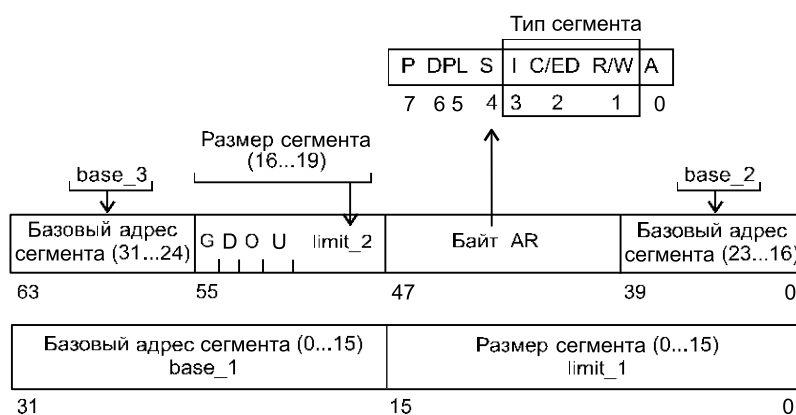 Тип сегмента
P DPL S I C/ED R/W A
7 6 5 4 3 2 1 0
Размер сегмента
(16...19)
base_3
base_2
Базовый адрес
сегмента (31...24)
G D O U limit_2
Байт AR
Базовый адрес
сегмента (23...16)
63 55 47 39 0
Базовый адрес сегмента (0...15)
base_1
Размер сегмента (0...15)
limit_1
31 15 0